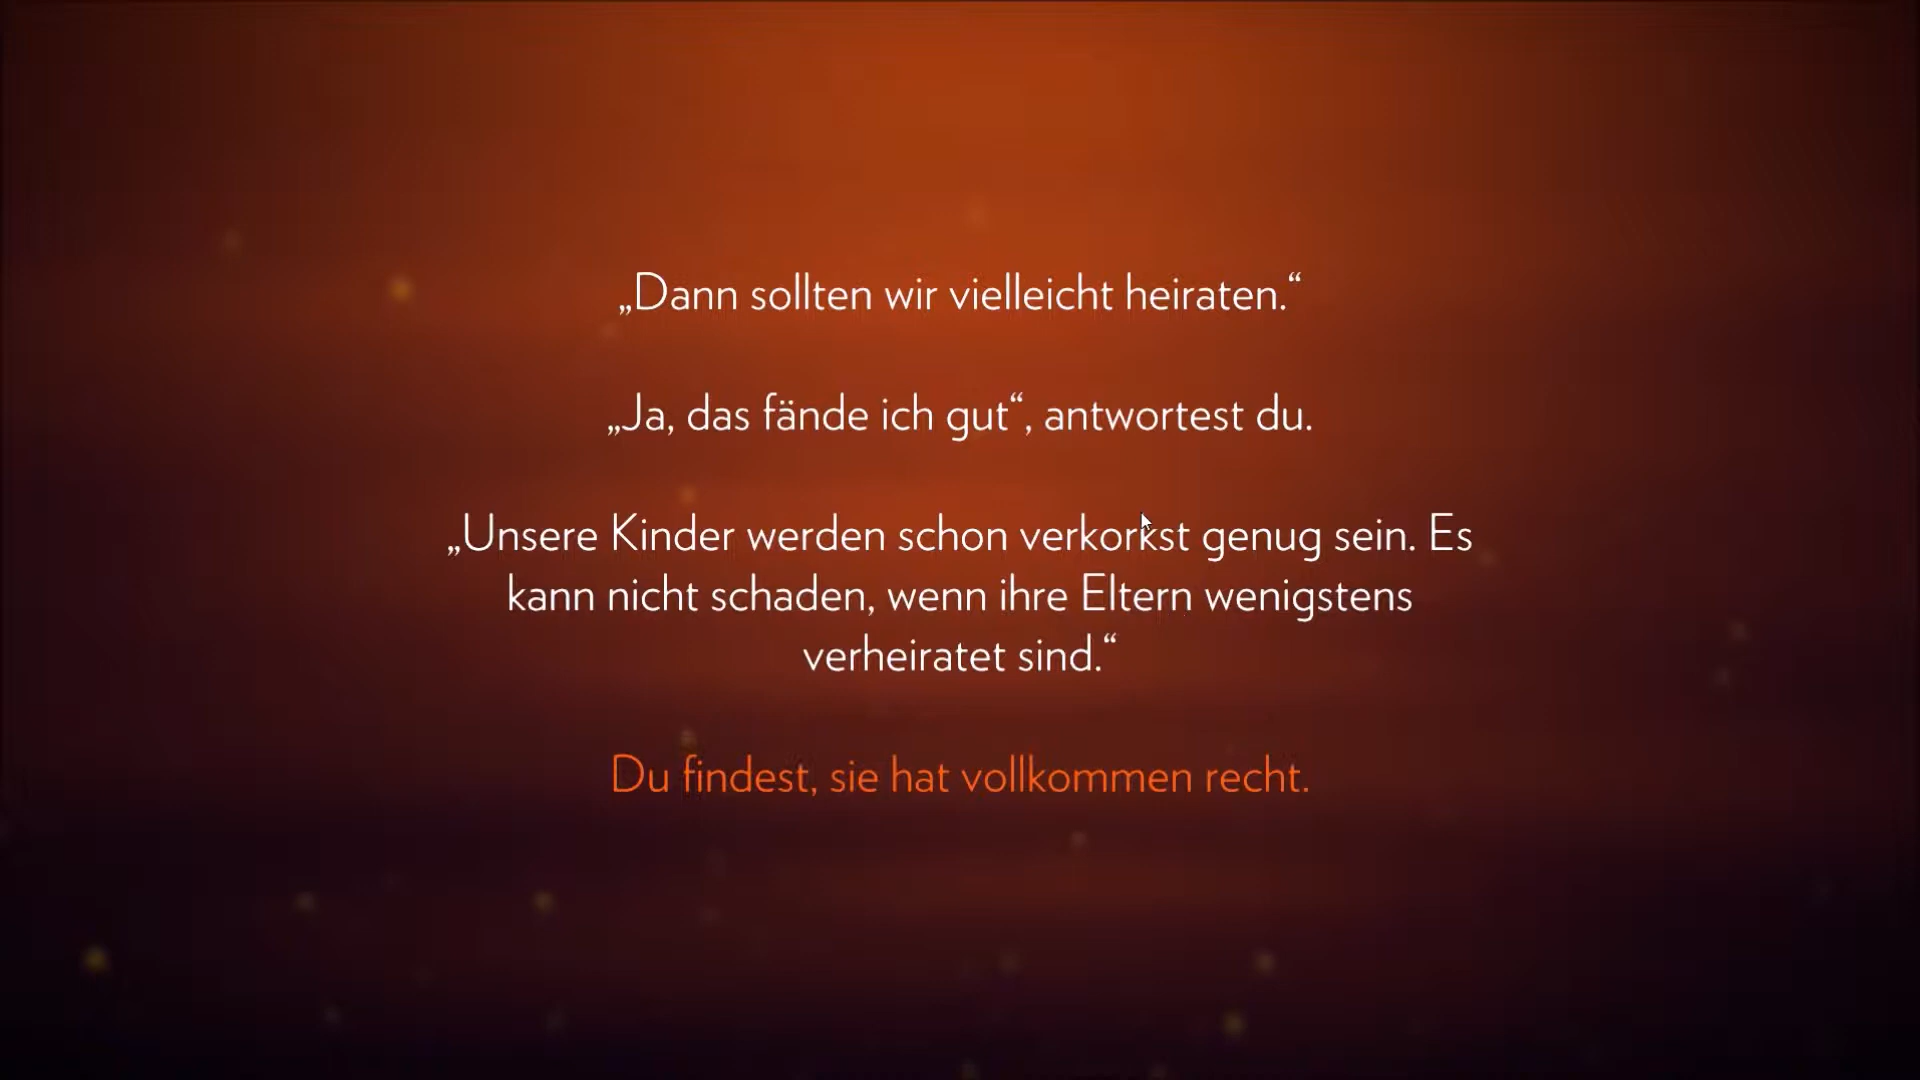 „Dann sollten wir vielleicht heiraten.“
„Ja, das fände ich gut“, antwortest du.
„Unsere Kinder werden schon verkorkst genug sein. Es
kann nicht schaden, wenn ihre Eltern wenigstens
verheiratet sind.“
Du findest, sie hat vollkommen recht.